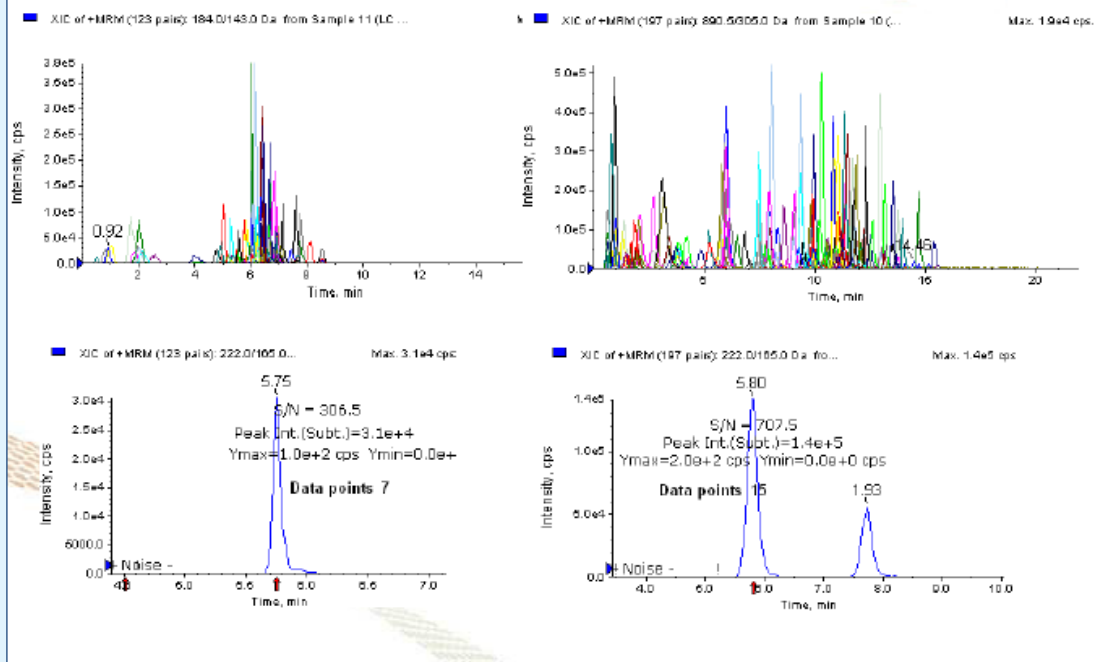 XIC of +MRM (123 pairs): 184.0/143.0 Da from Sample 11 (LC ...
Intensity, cps
3.8e5
3.5e5
3.0e5
2.5e5
2.0e5
1.5e5
1.0e5
5.0e4
0.0
0.92
2 4 6 8 10 12 14
Time, min
XIC of +MRM (197 pairs): 890.5/305.0 Da from Sample 10 (...
Max. 1.9e4 cps.
Intensity, cps
5.0e5
4.0e5
3.0e5
2.0e5
1.0e5
0.0
14.46
10 20
Time, min
XIC of +MRM (123 pairs): 222.0/165.0...
Max. 3.1e4 cps
5.75
S/N = 306.5
Peak Int.(Subt.)=3.1e+4
Ymax=1.0e+2 cps Ymin=0.0e+
Data points 7
Intensity, cps
3.0e4
2.5e4
2.0e4
1.5e4
1.0e4
5000.0
0.0
Noise -
7.0
Time, min
XIC of +MRM (197 pairs): 222.0/165.0 Da fro...
Max. 1.4e5 cps
5.80
S/N = 707.5
Peak Int.(Subt.)=1.4e+5
Ymax=2.0e+2 cps Ymin=0.0e+0 cps
Data points 15
1.93
Intensity, cps
1.4e5
1.0e5
5.0e4
0.0
Noise -
4.0 7.0 8.0 9.0 10.0
Time, min